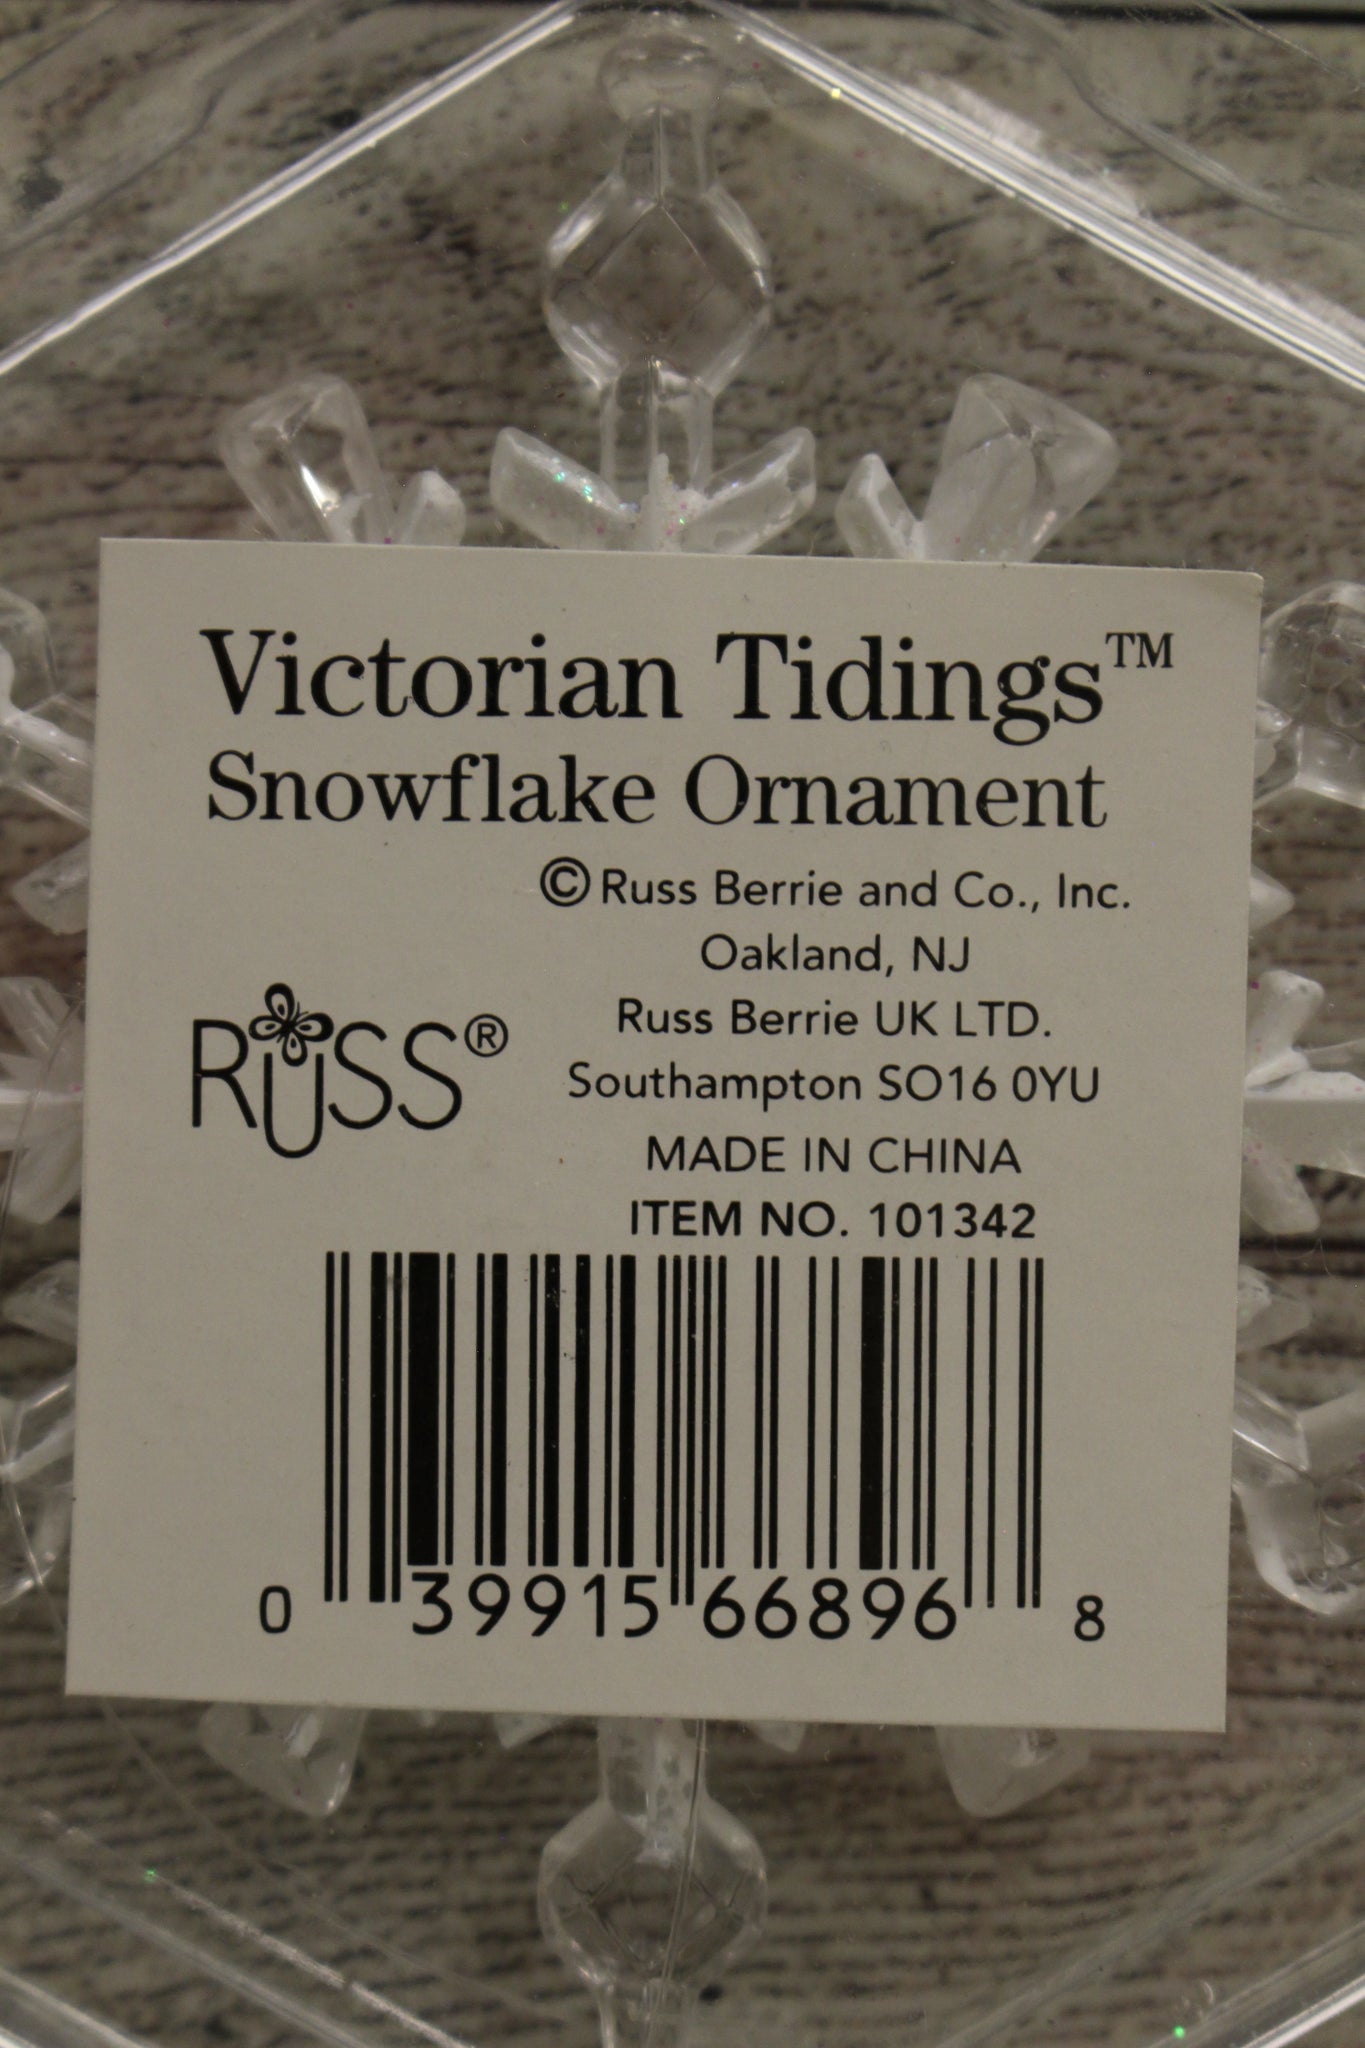 Victorian Tidings™
Snowflake Ornament
©Russ Berrie and Co., Inc.
Oakland, NJ
Russ Berrie UK LTD.
Southampton SO16 0YU
RUSS®
MADE IN CHINA
ITEM NO. 101342
0 39915 66896 8